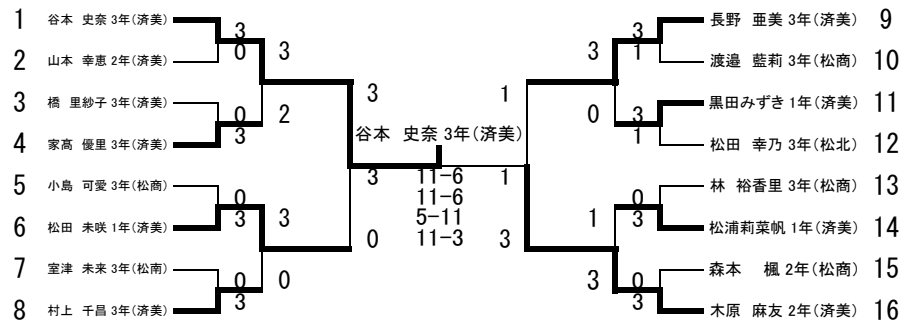 1 谷本 史奈 3年(済美) 3 長野 亜美 3年(済美) 9
3 0 3 3 1
2 山本 幸恵 2年(済美) 渡邉 藍莉 3年(松商) 10
3 1
3 橋 里紗子 3年(済美) 黒田みずき 1年(済美) 11
0 3 2 0 3 1
4 家髙 優里 3年(済美) 谷本 史奈 3年(済美) 松田 幸乃 3年(松北) 12
3 11-6 1
11-6
5 小島 可愛 3年(松商) 5-11 林 裕香里 3年(松商) 13
0 3 3 11-3 1 0 3
6 松田 未咲 1年(済美) 0 3 松浦莉菜帆 1年(済美) 14
7 室津 未来 3年(松南) 森本 楓 2年(松商) 15
0 3 0 3 0 3
8 村上 千昌 3年(済美) 木原 麻友 2年(済美) 16